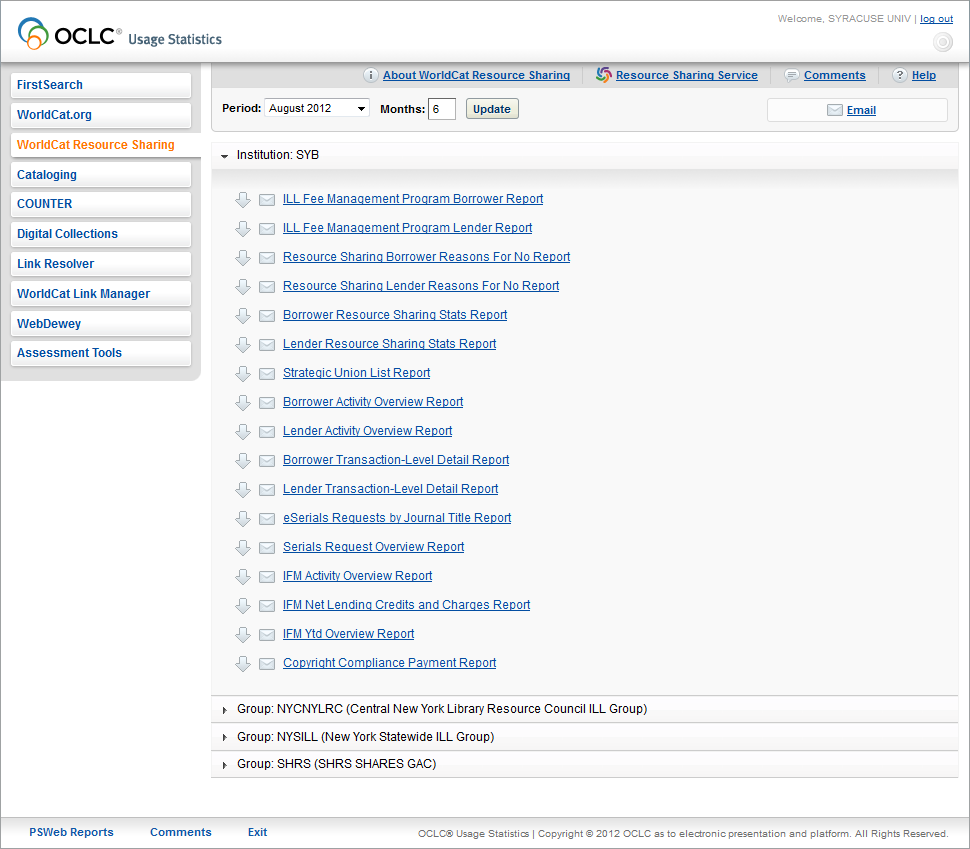 Welcome, SYRACUSE UNIV | log out
OCLC® Usage Statistics
FirstSearch
WorldCat.org
WorldCat Resource Sharing
Cataloging
COUNTER
Digital Collections
Link Resolver
WorldCat Link Manager
WebDewey
Assessment Tools
i About WorldCat Resource Sharing Resource Sharing Service Comments ? Help
Period: August 2012 Months: 6 Update Email
Institution: SYB
ILL Fee Management Program Borrower Report
ILL Fee Management Program Lender Report
Resource Sharing Borrower Reasons For No Report
Resource Sharing Lender Reasons For No Report
Borrower Resource Sharing Stats Report
Lender Resource Sharing Stats Report
Strategic Union List Report
Borrower Activity Overview Report
Lender Activity Overview Report
Borrower Transaction-Level Detail Report
Lender Transaction-Level Detail Report
eSerials Requests by Journal Title Report
Serials Request Overview Report
IFM Activity Overview Report
IFM Net Lending Credits and Charges Report
IFM Ytd Overview Report
Copyright Compliance Payment Report
Group: NYCNYLRC (Central New York Library Resource Council ILL Group)
Group: NYSILL (New York Statewide ILL Group)
Group: SHRS (SHRS SHARES GAC)
PSWeb Reports Comments Exit OCLC® Usage Statistics | Copyright © 2012 OCLC as to electronic presentation and platform. All Rights Reserved.